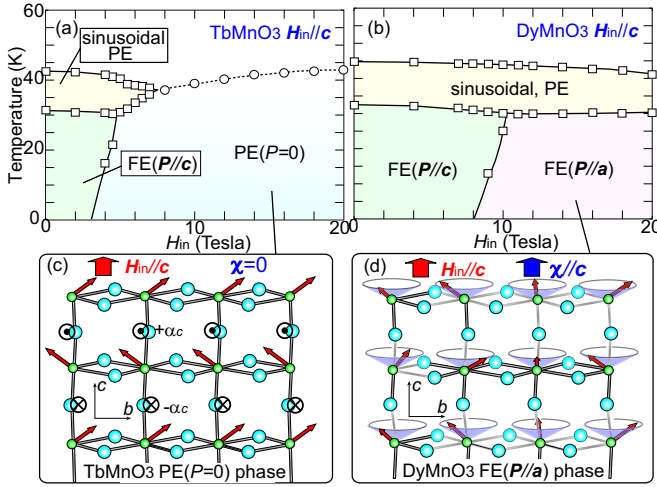 (a) TbMnO3 Hin//c
sinusoidal
PE
FE(P//c)
PE(P=0)
Temperature (K)
60
40
20
0
0 10 20
Hin (Tesla)
(b) DyMnO3 Hin//c
sinusoidal, PE
FE(P//c)
FE(P//a)
0 10 20
Hin (Tesla)
(c) Hin//c χ=0
+αc
-αc
c
b
TbMnO3 PE(P=0) phase
(d) Hin//c χ//c
c
b
DyMnO3 FE(P//a) phase